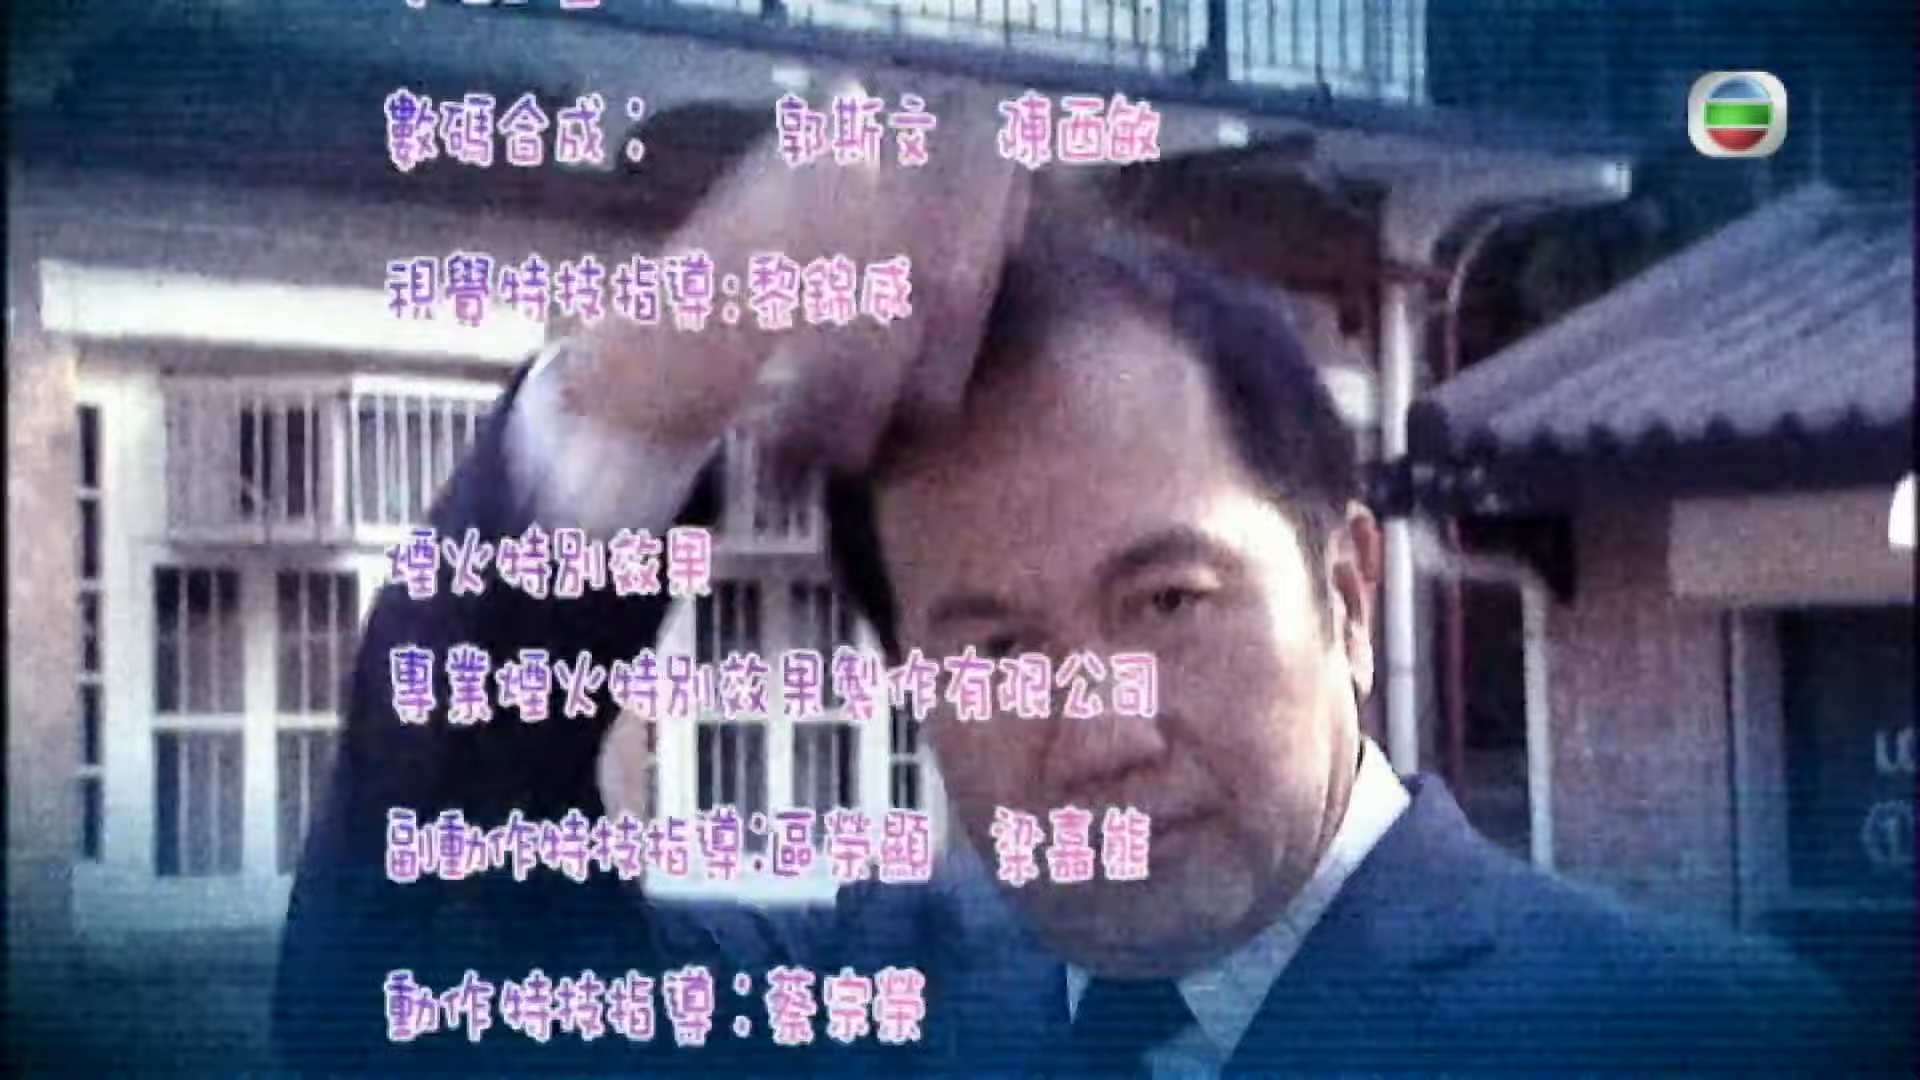 數碼合成： 郭斯文 陳西敏
視覺特技指導：黎錦威
煙火特別效果
專業煙火特別效果製作有限公司
副動作特技指導：區榮顯 梁嘉熊
動作特技指導：蔡宗榮